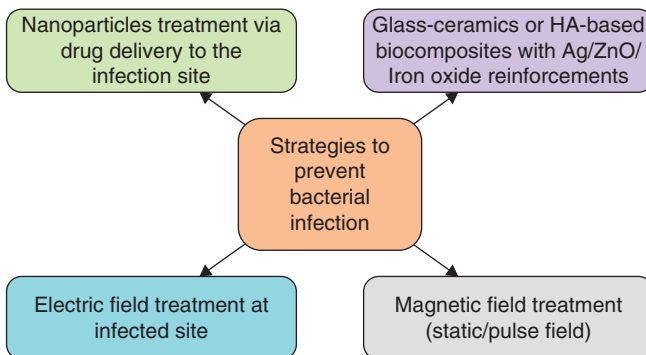 Nanoparticles treatment via
drug delivery to the
infection site
Glass-ceramics or HA-based
biocomposites with Ag/ZnO/
Iron oxide reinforcements
Strategies to
prevent
bacterial
infection
Electric field treatment at
infected site
Magnetic field treatment
(static/pulse field)